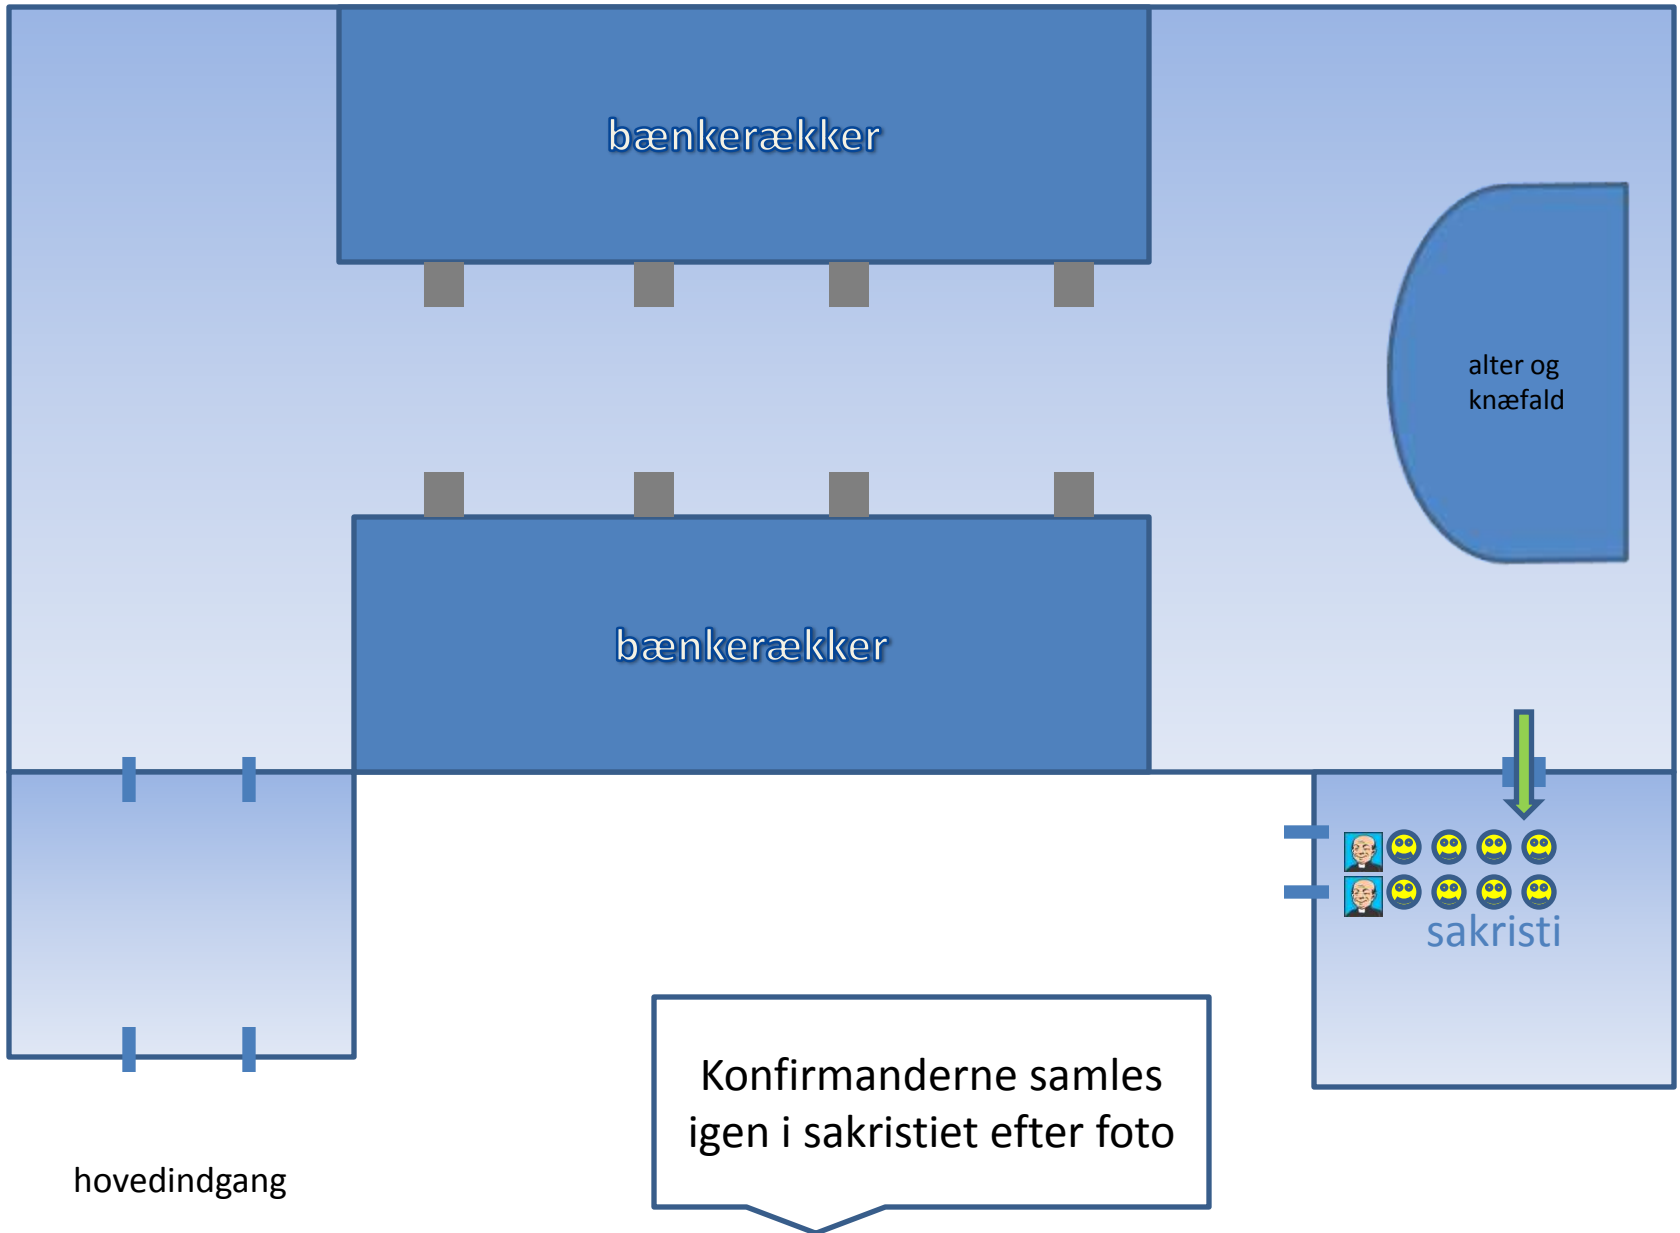 bænkerækker
alter og
knæfald
bænkerækker
sakristi
Konfirmanderne samles
igen i sakristiet efter foto
hovedindgang